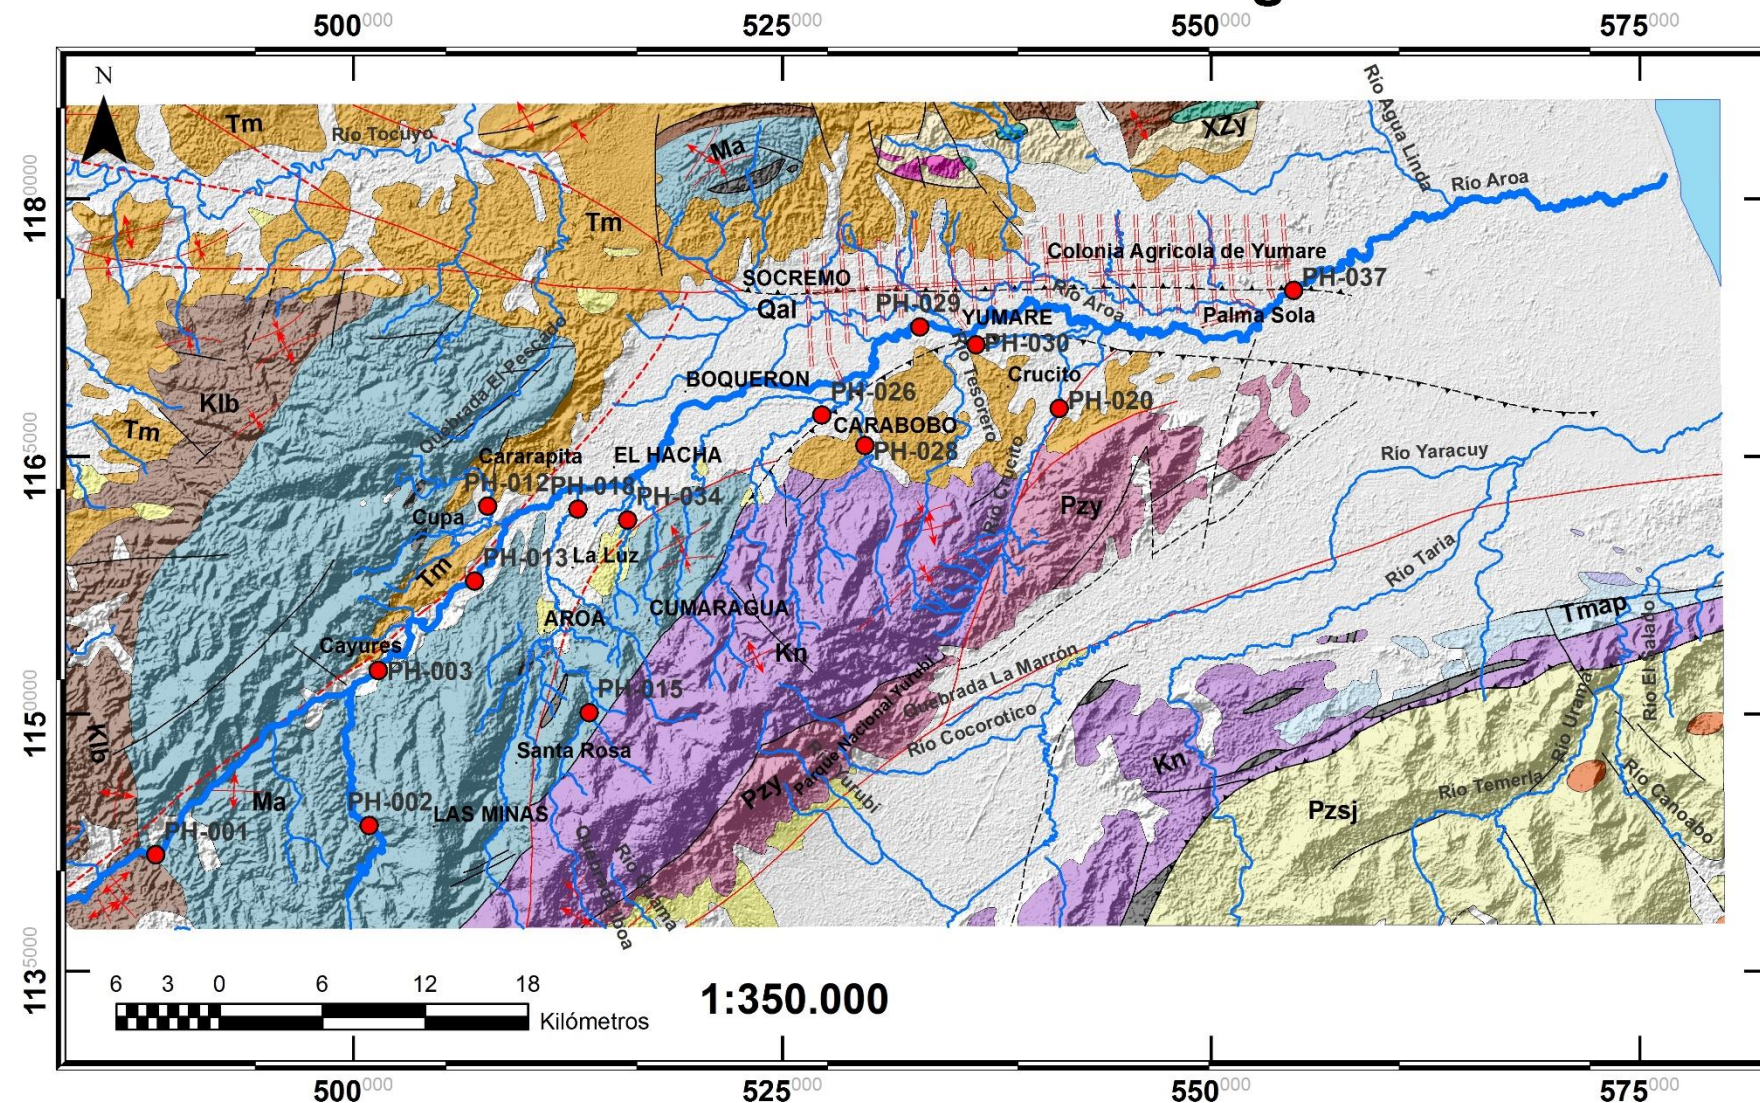 500000 525000 550000 575000
N
Río Agua Linda
Tm
Río Tocuyo
Ma
XZy
Río Aroa
1180000
Tm
Colonia Agricola de Yumare
SOCREMO
PH-037
Qal
PH-029
Río Aroa
YUMARE
Palma Sola
PH-030
Quebrada El Pescado
Río Tesorero
Crucito
BOQUERON
PH-026
PH-020
Klb
CARABOBO
Tm
PH-028
Río Yaracuy
1165000
Cararapita
EL HACHA
PH-012
PH-018
PH-034
Río Crucito
Pzy
Cupa
PH-013
La Luz
Río Taria
Tm
AROA
CUMARAGUA
Tmap
Cayures
Kn
Río El Salado
PH-003
Quebrada La Marrón
Parque Nacional Yurubí
PH-015
Río Cocorotico
Río Urama
1150000
Klb
Santa Rosa
Kn
Ma
PH-002
LAS MINAS
Pzy
Yurubí
Río Temerla
Pzsj
Río Canoabo
PH-001
1135000
6 3 0 6 12 18
Kilómetros
1:350.000
500000 525000 550000 575000